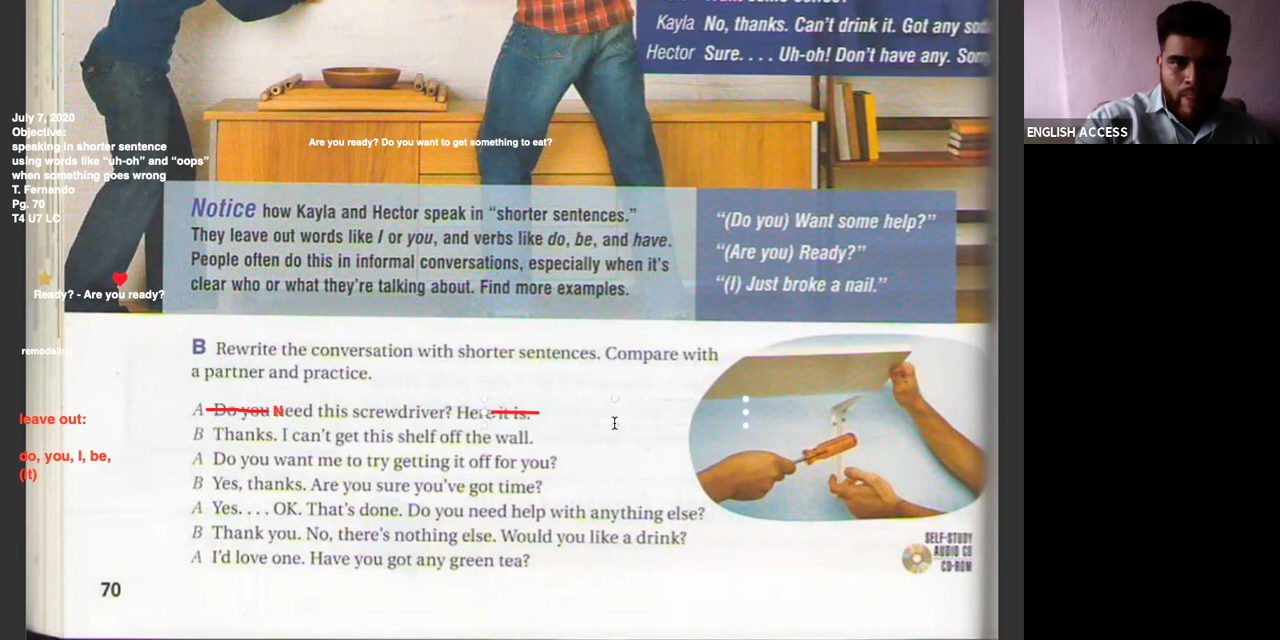 Kayla No, thanks. Can't drink it. Got any
Hector Sure. . . . Uh-oh! Don't have any.
July 7, 2020
Objective:
speaking in shorter sentence
using words like "uh-oh" and "oops"
when something goes wrong
T. Fernando
Pg. 70
T4 U7 LC
Are you ready? Do you want to get something to eat?
ENGLISH ACCESS
Notice how Kayla and Hector speak in "shorter sentences."
They leave out words like I or you, and verbs like do, be, and have.
People often do this in informal conversations, especially when it's
clear who or what they're talking about. Find more examples.
"(Do you) Want some help?"
"(Are you) Ready?"
"(I) Just broke a nail."
Ready? - Are you ready?
remodeling
leave out:
do, you, I, be,
(it)
B Rewrite the conversation with shorter sentences. Compare with
a partner and practice.
A Do you N need this screwdriver? Here it is.
B Thanks. I can't get this shelf off the wall.
A Do you want me to try getting it off for you?
B Yes, thanks. Are you sure you've got time?
A Yes. . . . OK. That's done. Do you need help with anything else?
B Thank you. No, there's nothing else. Would you like a drink?
A I'd love one. Have you got any green tea?
SELF-STUDY
AUDIO CD
CD-ROM
70